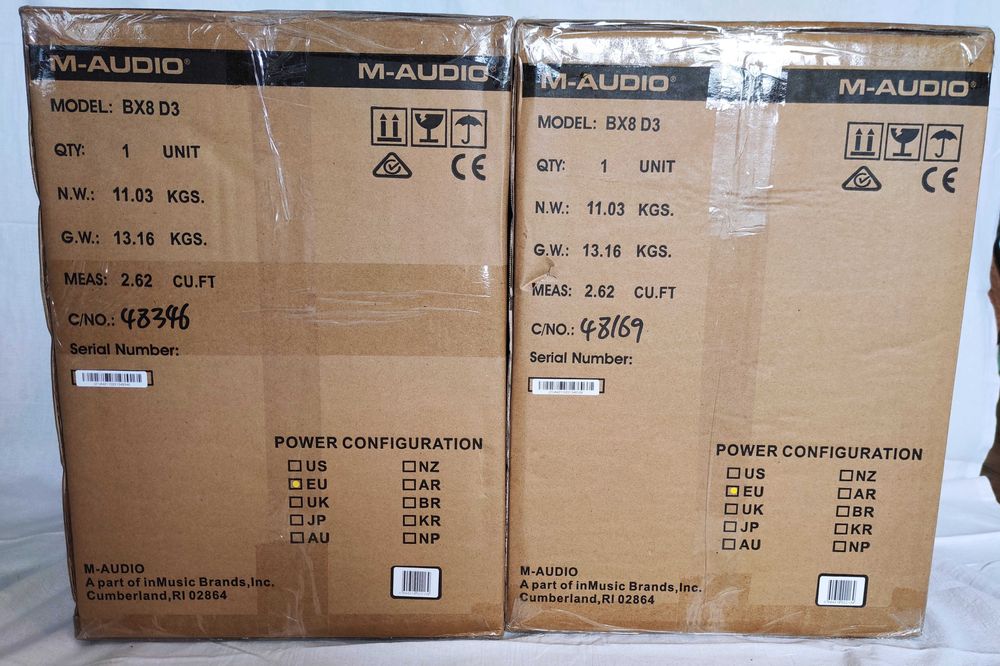 M-AUDIO® M-AUDIO
MODEL: BX8 D3
QTY: 1 UNIT
N.W.: 11.03 KGS.
CE
G.W.: 13.16 KGS.
MEAS: 2.62 CU.FT
C/NO.: 48346
Serial Number:
POWER CONFIGURATION
US NZ
EU AR
UK BR
JP KR
AU NP
M-AUDIO
A part of inMusic Brands,Inc.
Cumberland,RI 02864
M-AUDIO® M-AUDIO®
MODEL: BX8 D3
QTY: 1 UNIT
CE
N.W.: 11.03 KGS.
G.W.: 13.16 KGS.
MEAS: 2.62 CU.FT
C/NO.: 48169
Serial Number:
POWER CONFIGURATION
US NZ
EU AR
UK BR
JP KR
AU NP
M-AUDIO
A part of inMusic Brands,Inc.
Cumberland,RI 02864